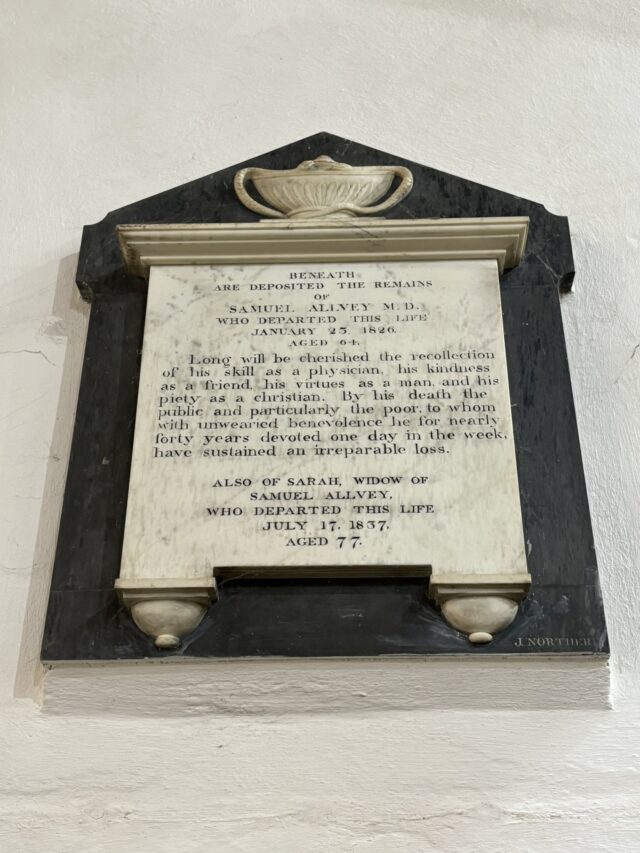 BENEATH
ARE DEPOSITED THE REMAINS
OF
SAMUEL ALLVEY M.D.
WHO DEPARTED THIS LIFE
JANUARY 23, 1826.
AGED 64.
Long will be cherished the recollection
of his skill as a physician, his kindness
as a friend, his virtues as a man, and his
piety as a christian. By his death the
public and particularly the poor, to whom
with unwearied benevolence he for nearly
forty years devoted one day in the week,
have sustained an irreparable loss.
ALSO OF SARAH, WIDOW OF
SAMUEL ALLVEY,
WHO DEPARTED THIS LIFE
JULY 17, 1837,
AGED 77.
J. NORTHER